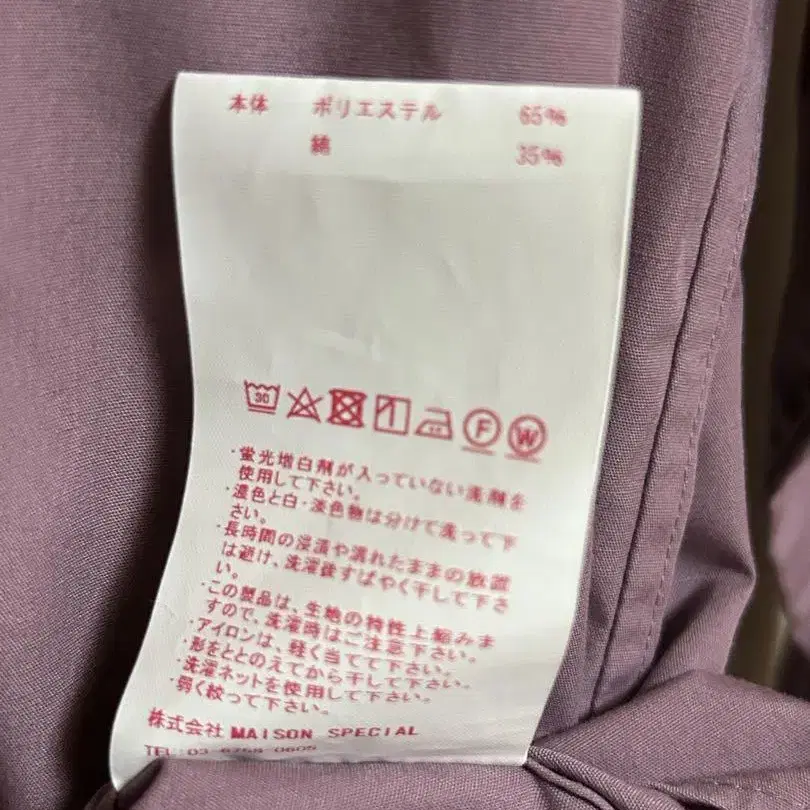 本体 ポリエステル 65%
綿 35%
30 F W
・蛍光増白剤が入っていない洗剤を
使用して下さい。
・濃色と白・淡色物は分けて洗って下
さい。
・長時間の浸漬や濡れたままの放置
は避け、洗濯後すばやく干して下さ
い。
・この製品は、生地の特性上縮みま
すので、洗濯時はご注意下さい。
・アイロンは、軽く当てて下さい。
・形をととのえてから干して下さい。
・洗濯ネットを使用して下さい。
・弱く絞って下さい。
株式会社 MAISON SPECIAL
TEL:03-6758-0605